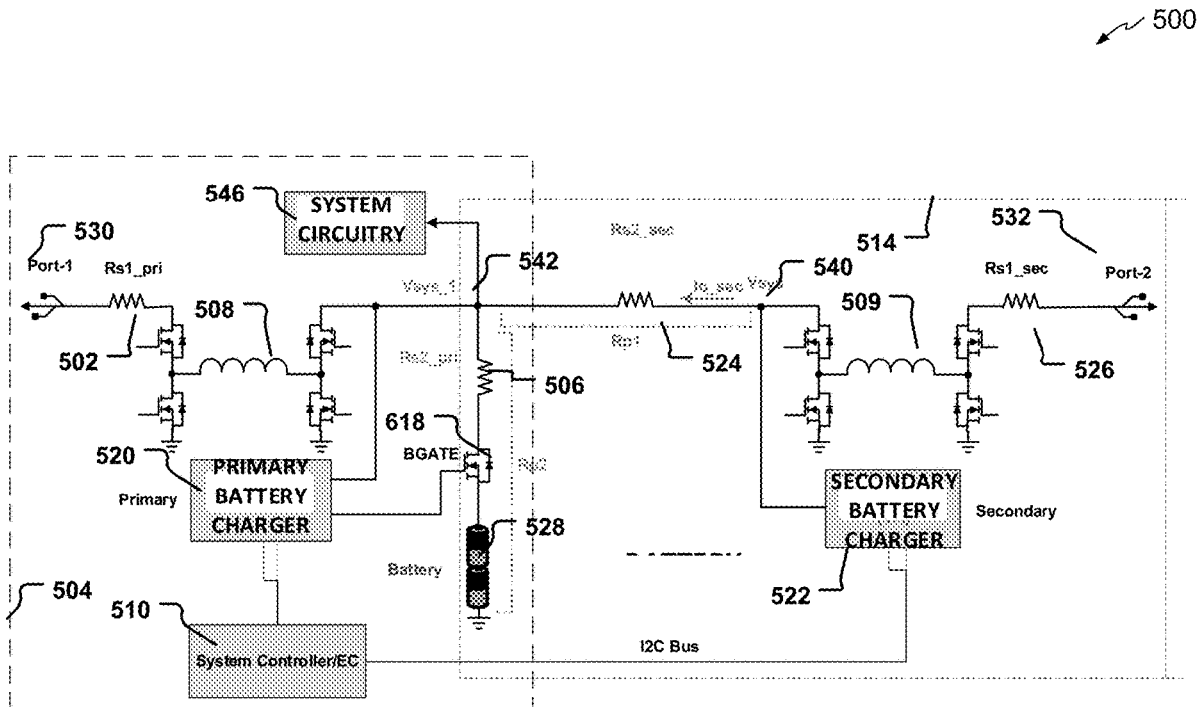 500
546
SYSTEM
CIRCUITRY
530
Port-1
Rs1_pri
508
502
Vsys_1
542
Rs2_sec
514
532
540
Io_sec
Rs1_sec
Port-2
509
524
Rp1
526
Rs2_pri
506
618
BGATE
Rp2
520
Primary
PRIMARY
BATTERY
CHARGER
528
Battery
SECONDARY
BATTERY
CHARGER
Secondary
522
504
510
System Controller/EC
I2C Bus